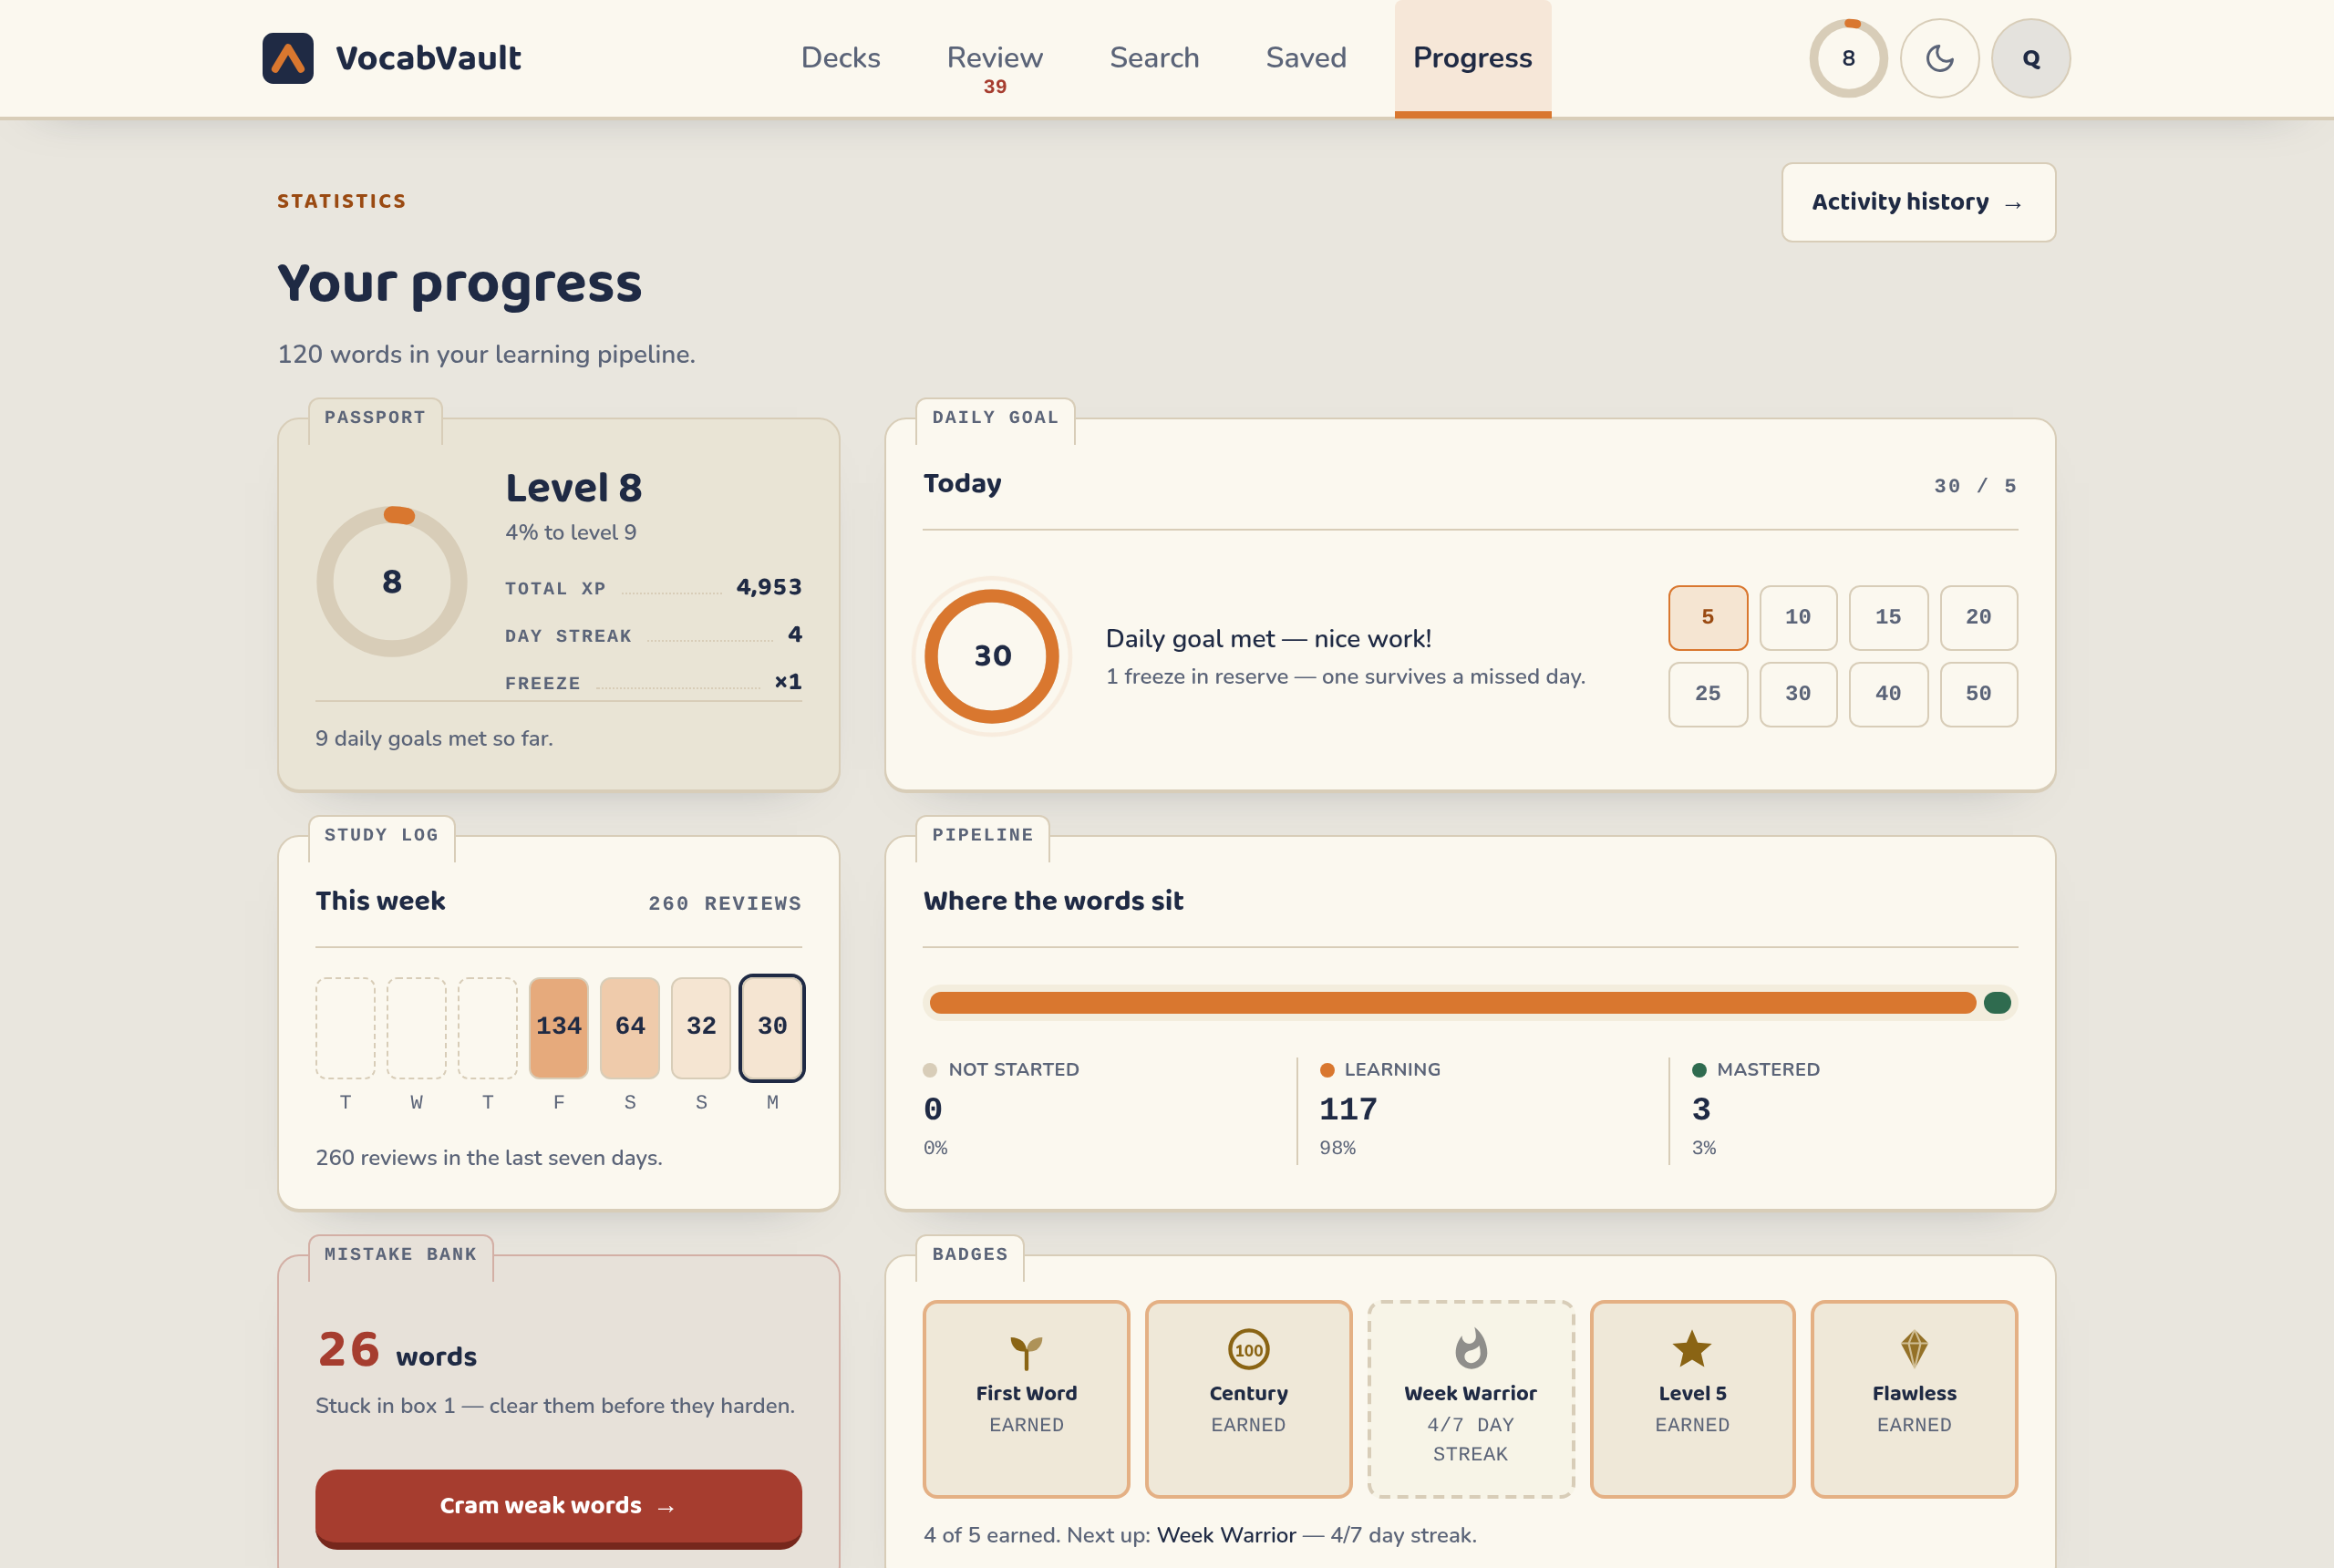 VocabVault
Decks
Review
39
Search
Saved
Progress
8
Q
STATISTICS
Activity history →
Your progress
120 words in your learning pipeline.
PASSPORT
8
Level 8
4% to level 9
TOTAL XP 4,953
DAY STREAK 4
FREEZE ×1
9 daily goals met so far.
DAILY GOAL
Today
30 / 5
30
Daily goal met — nice work!
1 freeze in reserve — one survives a missed day.
5 10 15 20
25 30 40 50
STUDY LOG
This week
260 REVIEWS
134 64 32 30
T W T F S S M
260 reviews in the last seven days.
PIPELINE
Where the words sit
NOT STARTED
0
0%
LEARNING
117
98%
MASTERED
3
3%
MISTAKE BANK
26 words
Stuck in box 1 — clear them before they harden.
Cram weak words →
BADGES
First Word
EARNED
100
Century
EARNED
Week Warrior
4/7 DAY
STREAK
Level 5
EARNED
Flawless
EARNED
4 of 5 earned. Next up: Week Warrior — 4/7 day streak.